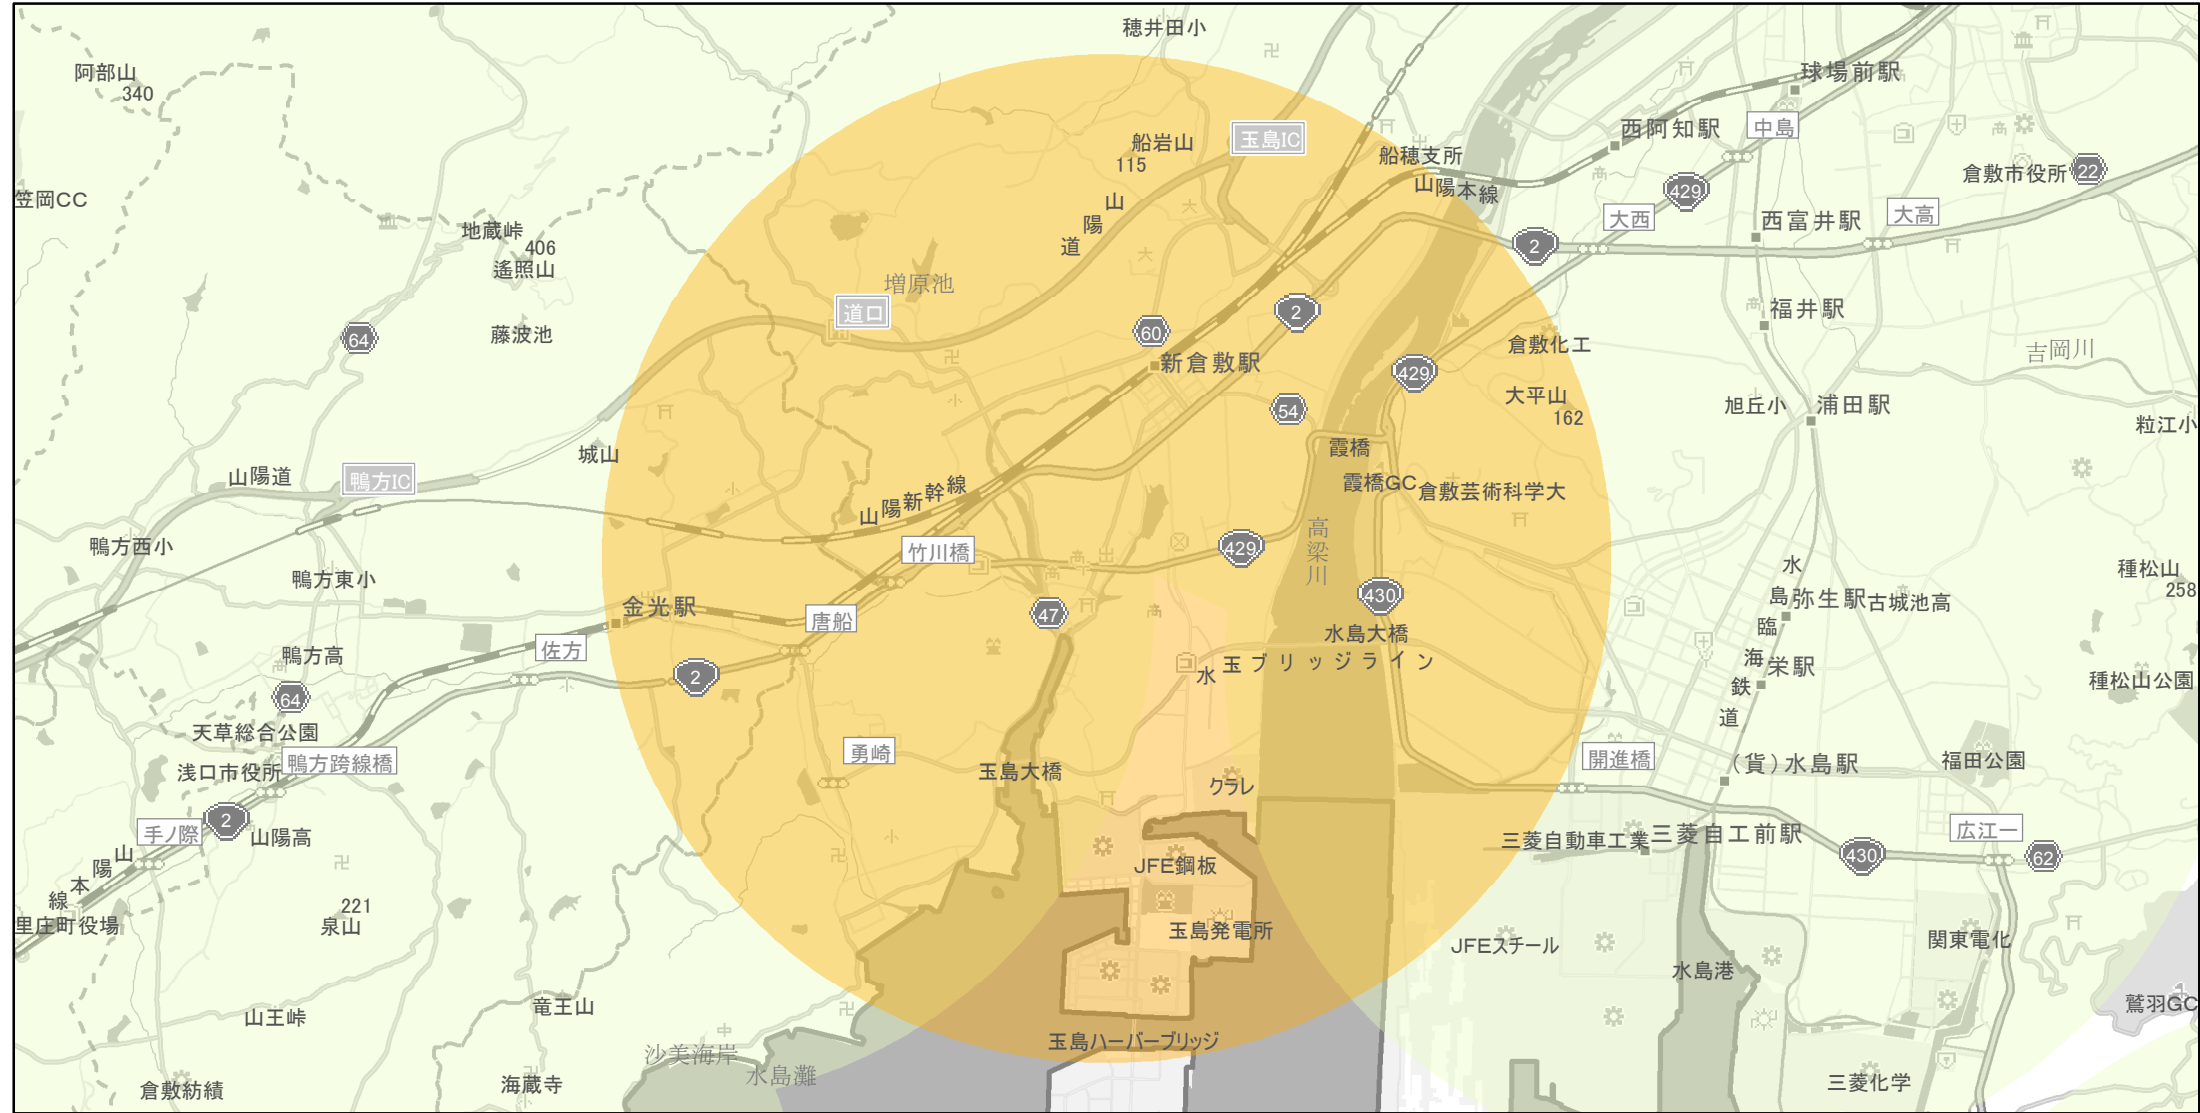 穂井田小
阿部山
340
球場前駅
西阿知駅
中島
船岩山
115
玉島IC
船穂支所
山陽本線
倉敷市役所
22
429
笠岡CC
地蔵峠
406
遙照山
山陽道
大西
西富井駅
大高
2
増原池
道口
2
福井駅
64
藤波池
60
新倉敷駅
倉敷化工
吉岡川
429
大平山
162
54
旭丘小
浦田駅
粒江小
城山
霞橋
山陽道
鴨方IC
山陽新幹線
霞橋GC
倉敷芸術科学大
高梁川
鴨方西小
竹川橋
429
鴨方東小
水島臨海鉄道
種松山
258
金光駅
唐船
47
430
弥生駅
古城池高
水島大橋
鴨方高
佐方
2
水玉ブリッジライン
栄駅
種松山公園
64
天草総合公園
鴨方跨線橋
浅口市役所
勇崎
玉島大橋
クラレ
開進橋
(貨)水島駅
福田公園
手ノ際
2
山陽高
三菱自動車工業
三菱自工前駅
広江一
430
62
山陽本線
JFE鋼板
里庄町役場
221
泉山
玉島発電所
JFEスチール
関東電化
水島港
山王峠
竜王山
鷲羽GC
沙美海岸
玉島ハーバーブリッジ
水島灘
倉敷紡績
海蔵寺
三菱化学